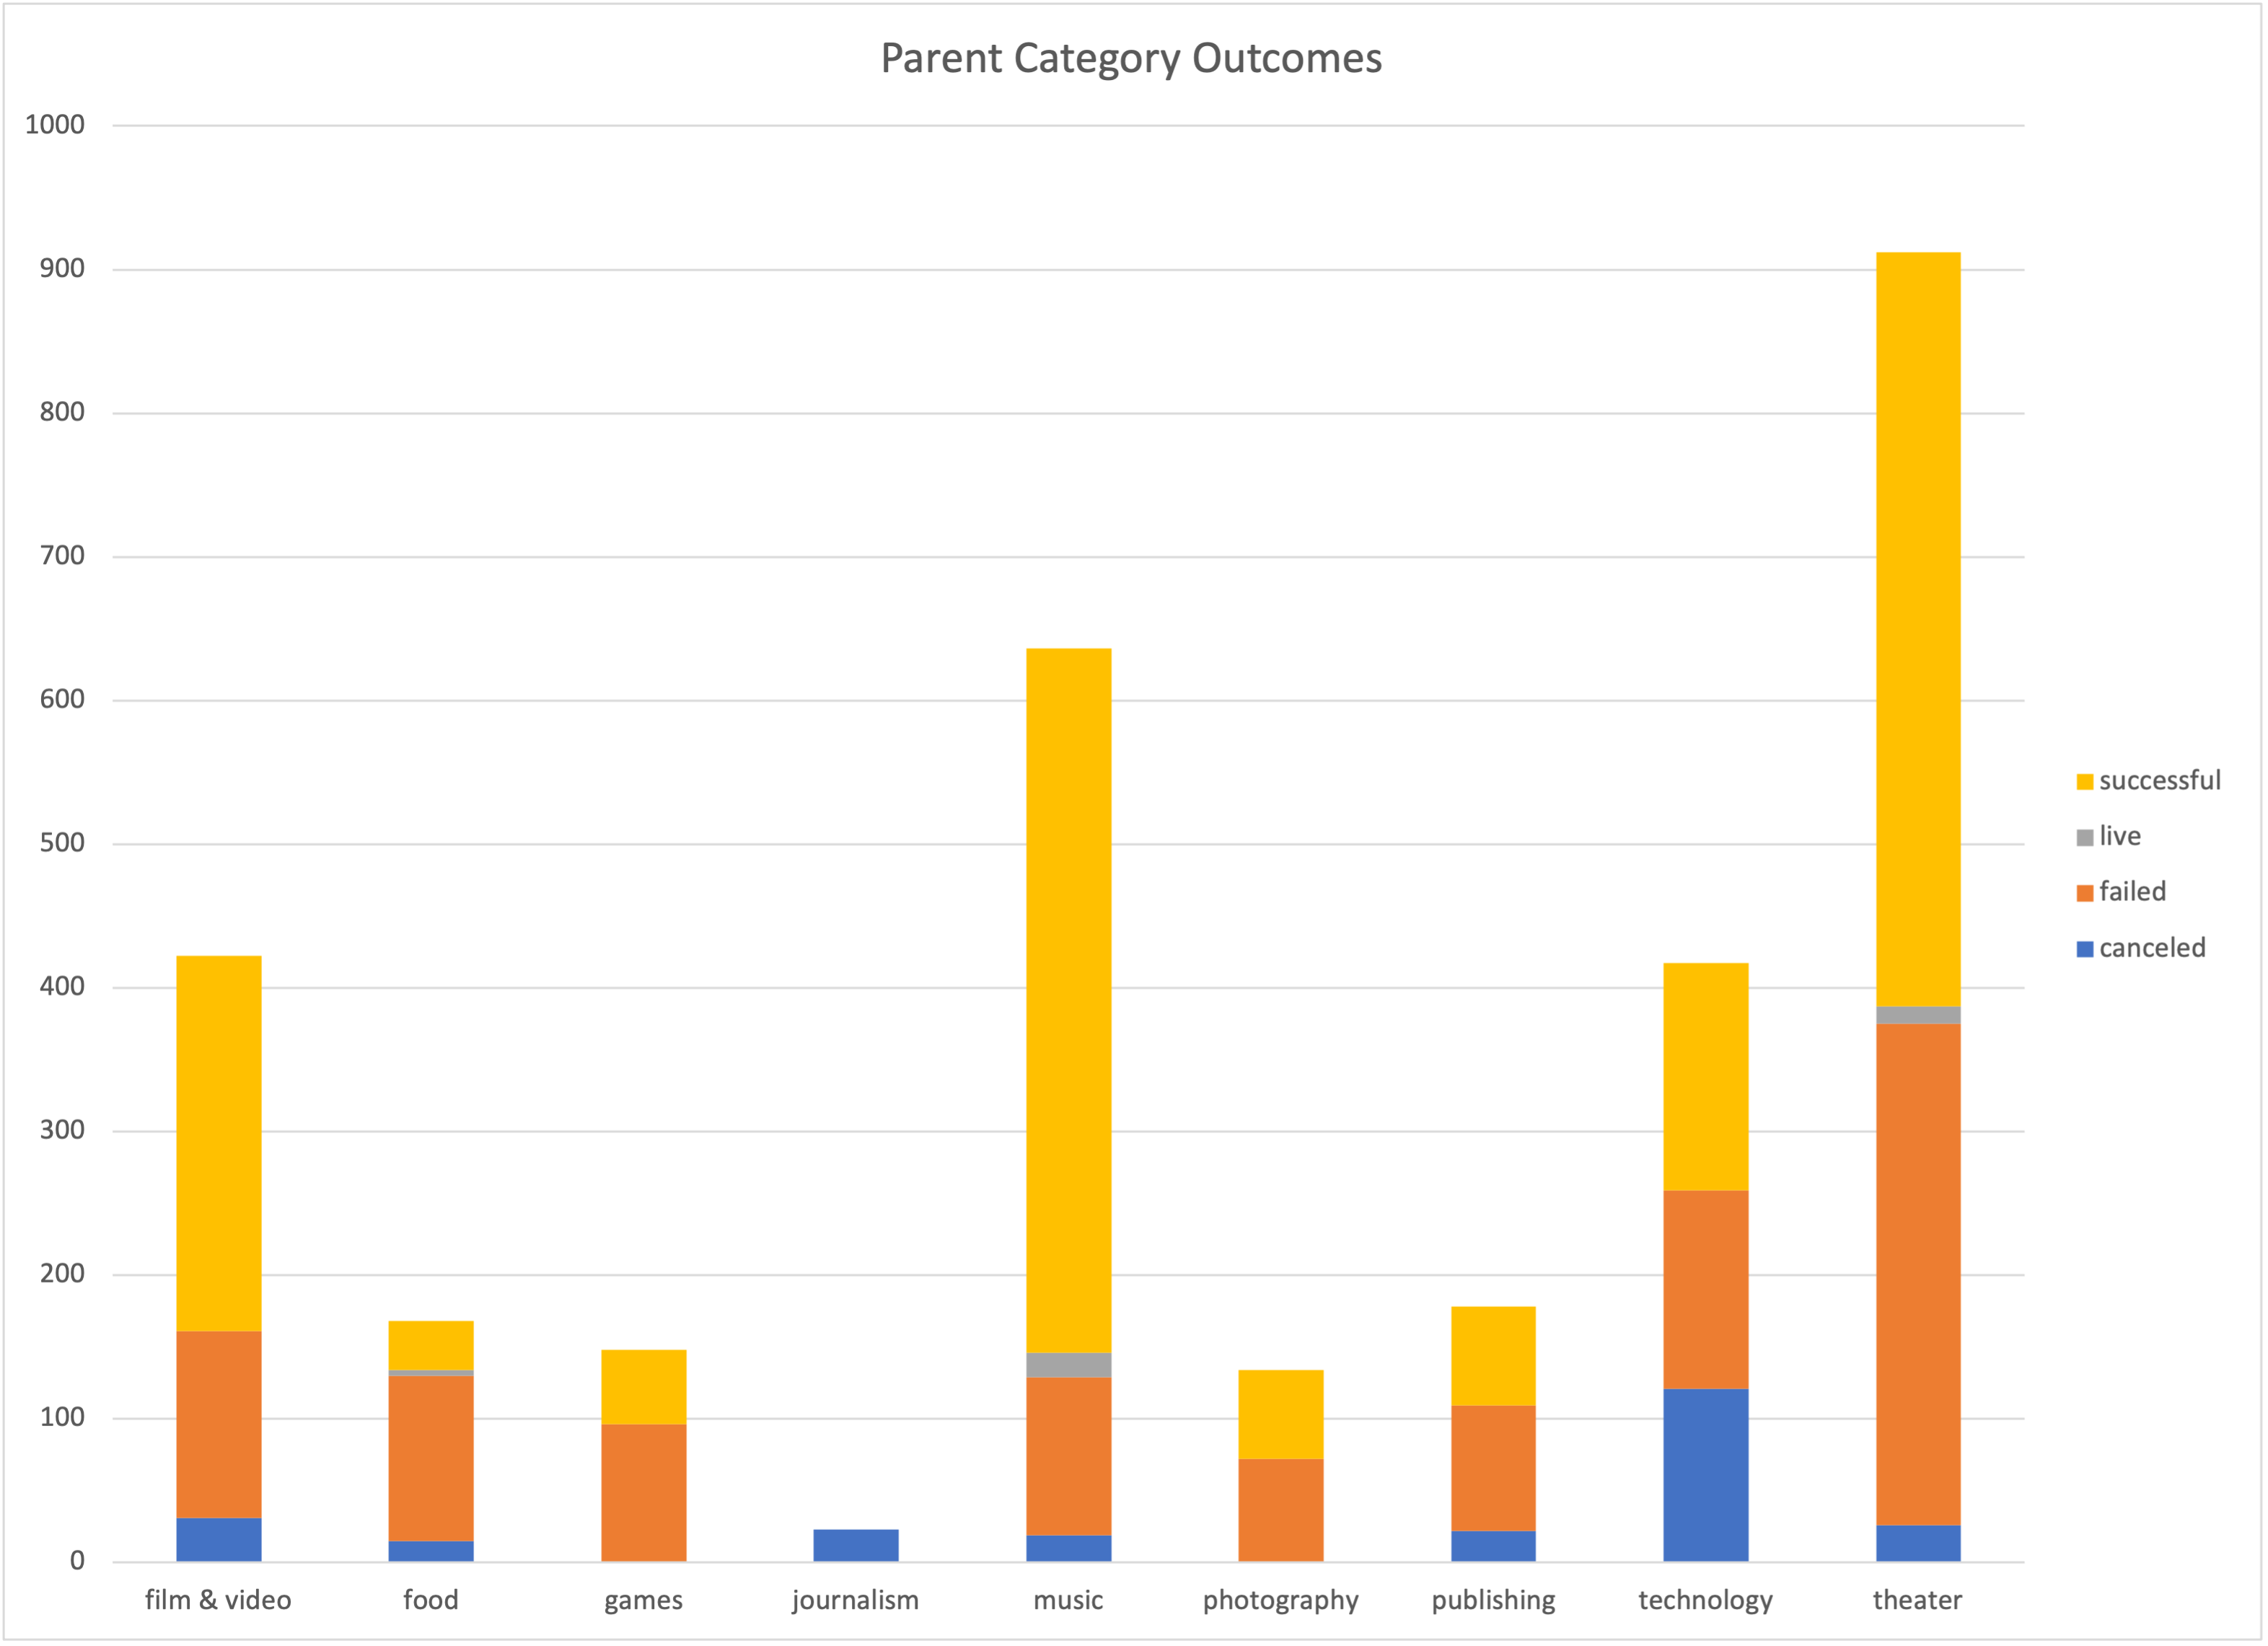 Parent Category Outcomes
1000
900
800
700
600
500
400
300
200
100
0
film & video food games journalism music photography publishing technology theater
successful
live
failed
canceled